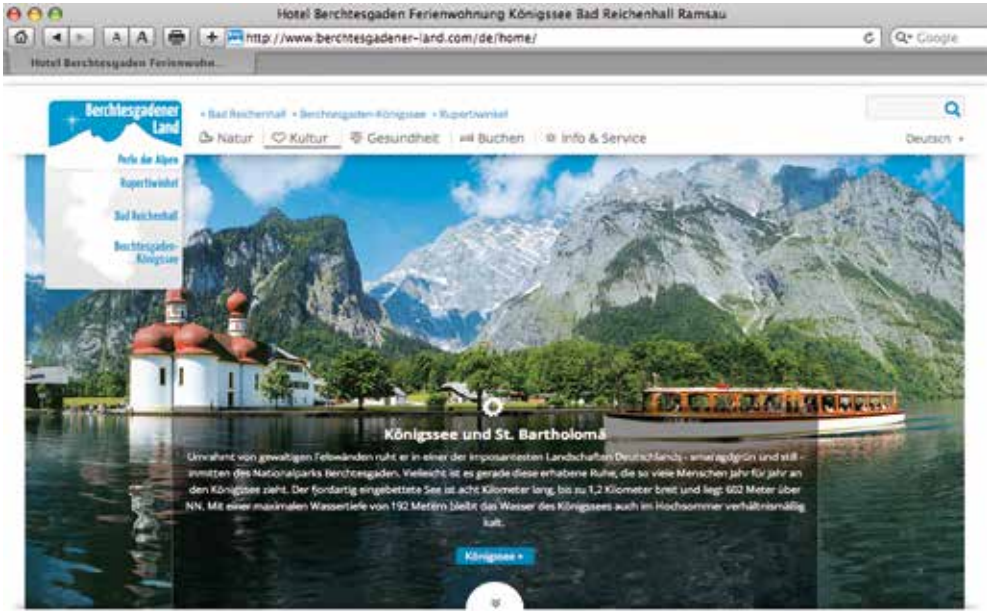 Hotel Berchtesgaden Ferienwohnung Königssee Bad Reichenhall Ramsau
A A + http://www.berchtesgadener-land.com/de/home/ Google
Hotel Berchtesgaden Ferienwohn...
Berchtesgadener
Land
• Bad Reichenhall • Berchtesgaden-Königssee • Rupertiwinkel
Natur Kultur Gesundheit Buchen Info & Service Deutsch
Perle der Alpen
Rupertiwinkel
Bad Reichenhall
Berchtesgaden-
Königssee
Königssee und St. Bartholomä
Umrahmt von gewaltigen Felswänden ruht er in einer der imposantesten Landschaften Deutschlands - smaragdgrün und still -
inmitten des Nationalparks Berchtesgaden. Vielleicht ist es gerade diese erhabene Ruhe, die so viele Menschen Jahr für Jahr an
den Königssee zieht. Der fjordartig eingebettete See ist acht Kilometer lang, bis zu 1,2 Kilometer breit und liegt 602 Meter über
NN. Mit einer maximalen Wassertiefe von 192 Metern bleibt das Wasser des Königssees auch im Hochsommer verhältnismäßig
kalt.
Königssee